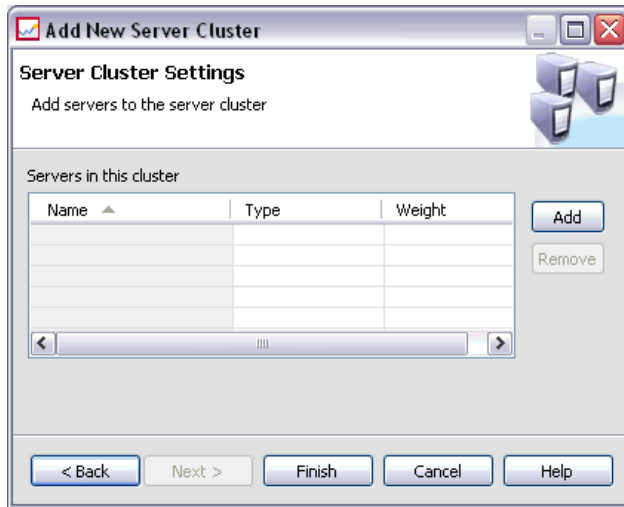 Add New Server Cluster
Server Cluster Settings
Add servers to the server cluster
Servers in this cluster
Name Type Weight
Add
Remove
< Back Next > Finish Cancel Help